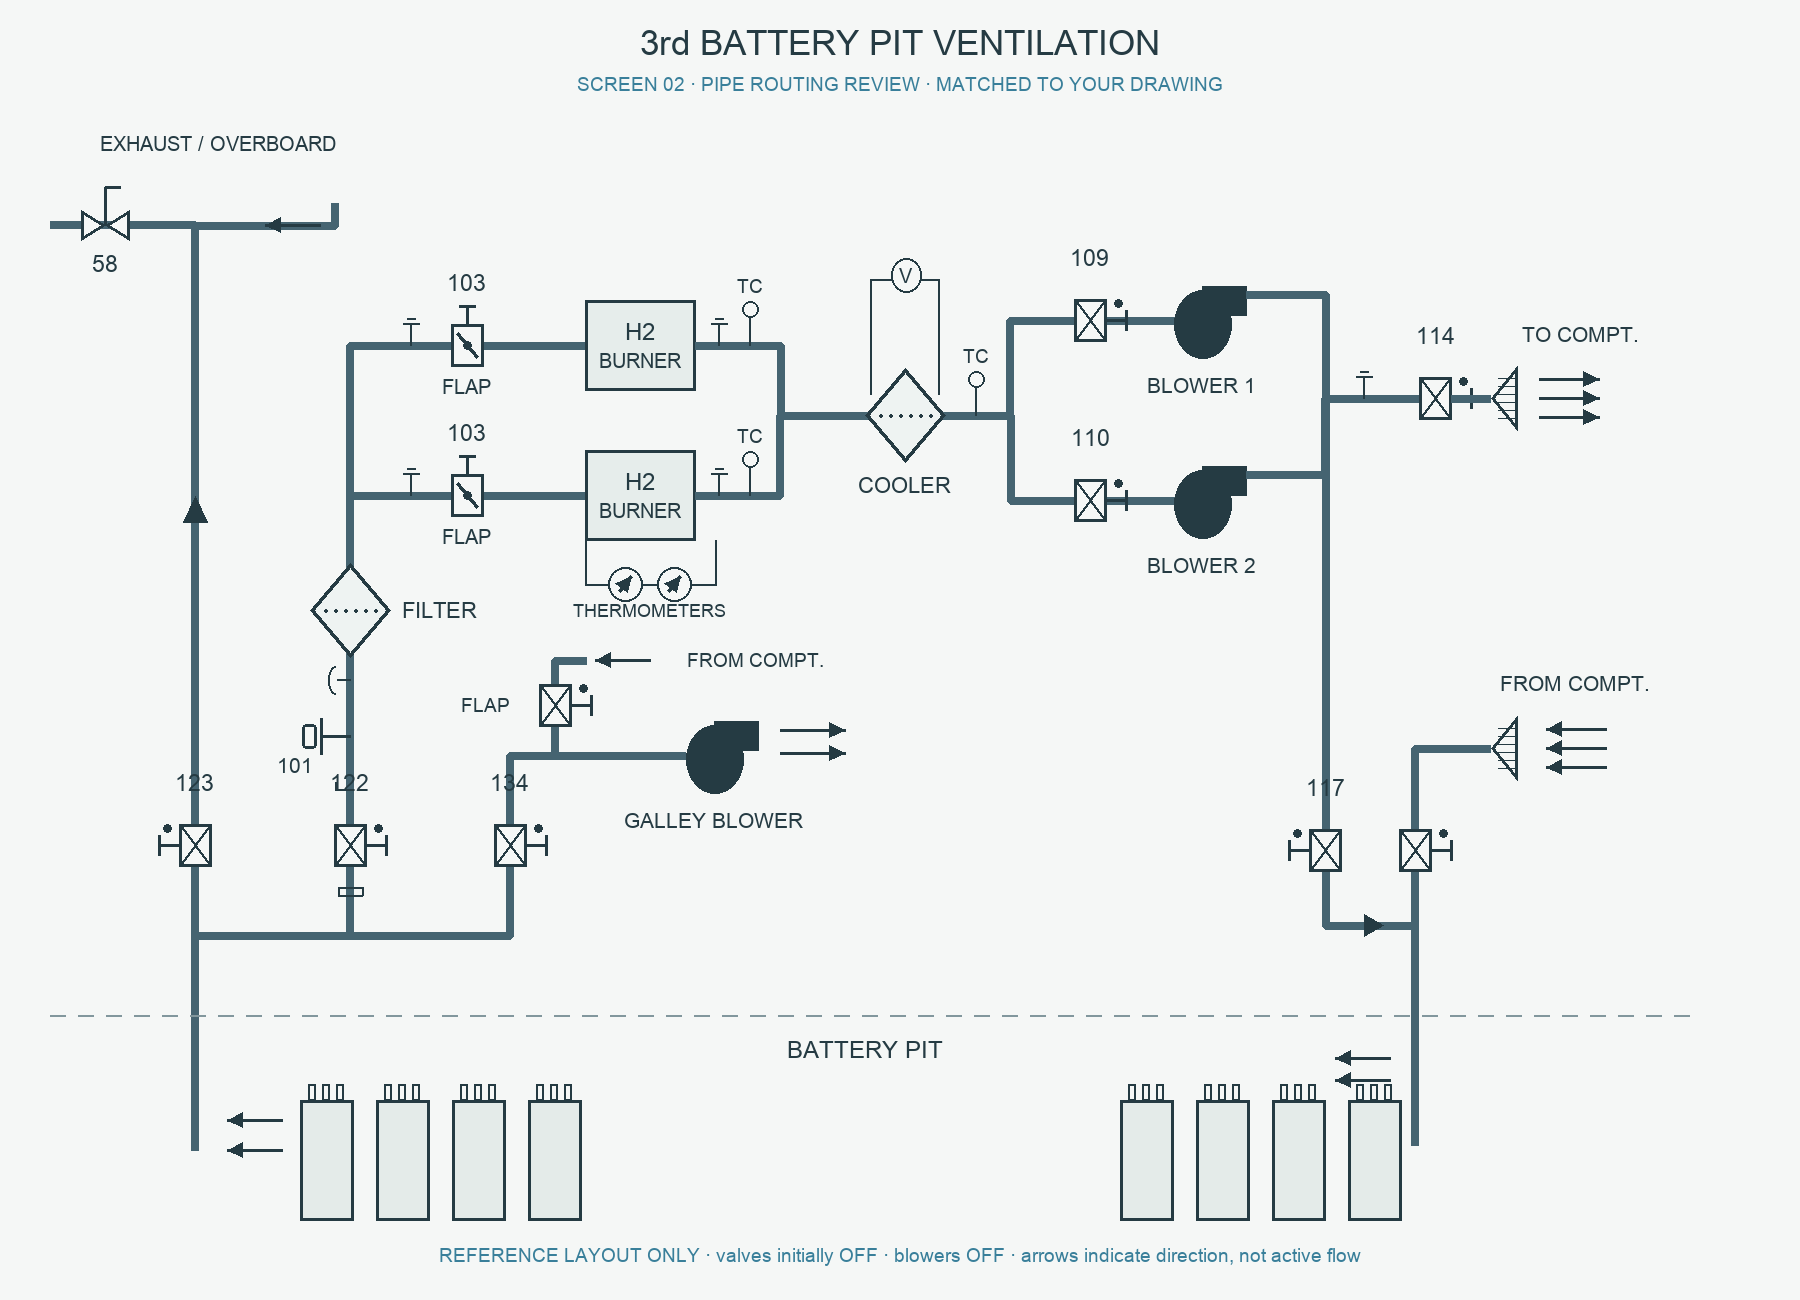 3rd BATTERY PIT VENTILATION
SCREEN 02 · PIPE ROUTING REVIEW · MATCHED TO YOUR DRAWING
EXHAUST / OVERBOARD
58
103
FLAP
H2
BURNER
TC
103
FLAP
H2
BURNER
TC
THERMOMETERS
V
COOLER
TC
109
BLOWER 1
110
BLOWER 2
114
TO COMPT.
FILTER
101
FLAP
FROM COMPT.
GALLEY BLOWER
FROM COMPT.
123
122
134
117
BATTERY PIT
REFERENCE LAYOUT ONLY · valves initially OFF · blowers OFF · arrows indicate direction, not active flow